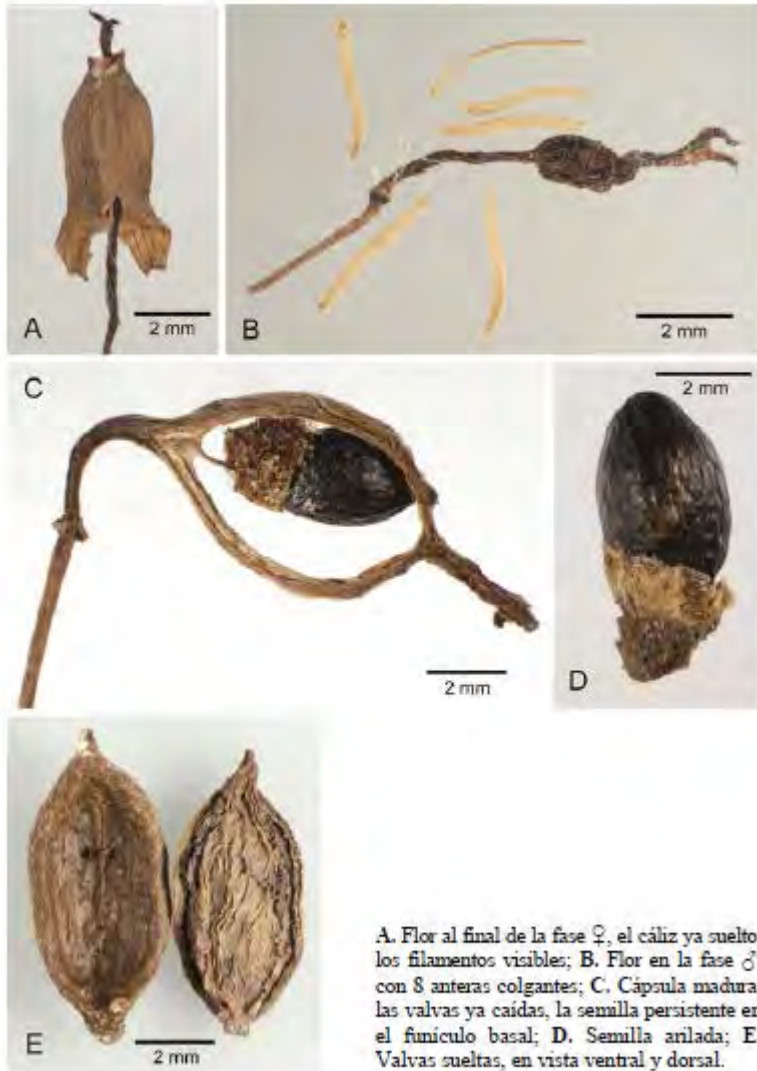 A
2 mm
B
2 mm
C
2 mm
2 mm
D
E
2 mm
A. Flor al final de la fase ♀, el cáliz ya suelto
los filamentos visibles; B. Flor en la fase ♂
con 8 anteras colgantes; C. Cápsula madura
las valvas ya caídas, la semilla persistente en
el funículo basal; D. Semilla arilada; E
Valvas sueltas, en vista ventral y dorsal.